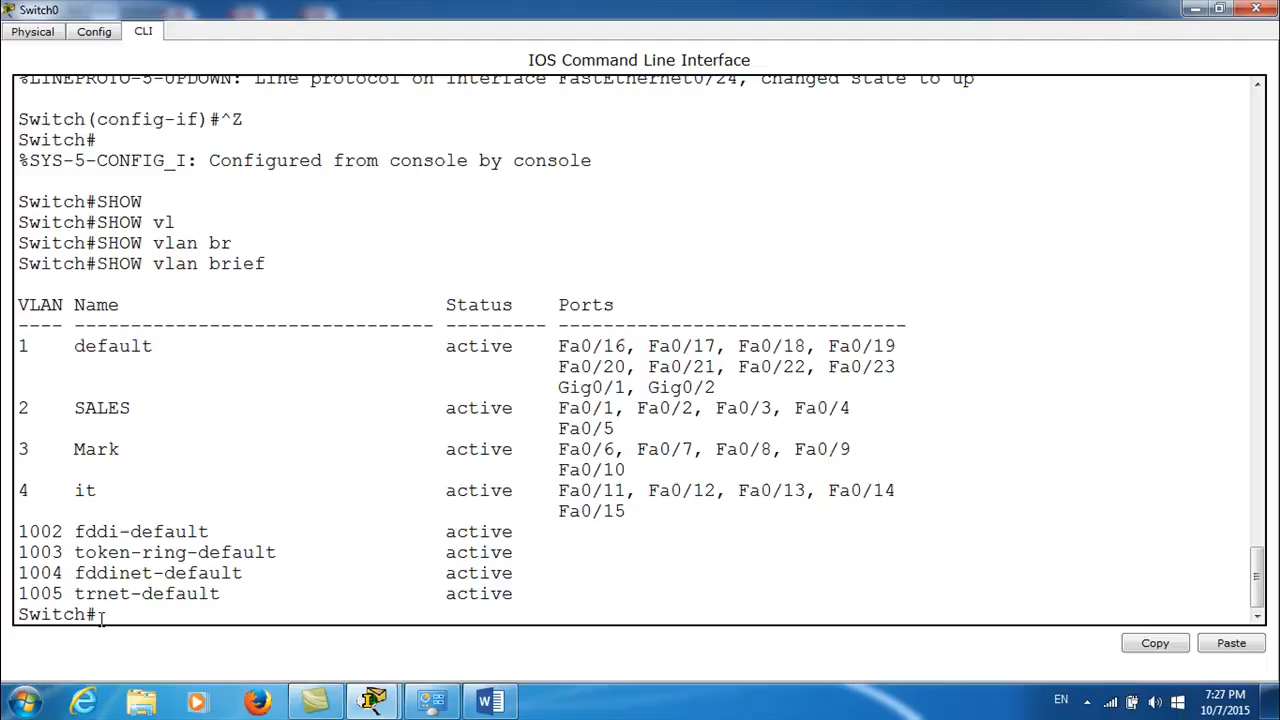 Switch0
Physical Config CLI
IOS Command Line Interface
%LINEPROTO-5-UPDOWN: Line protocol on Interface FastEthernet0/24, changed state to up
Switch(config-if)#^Z
Switch#
%SYS-5-CONFIG_I: Configured from console by console
Switch#SHOW
Switch#SHOW vl
Switch#SHOW vlan br
Switch#SHOW vlan brief
VLAN Name Status Ports
---- -------------------------------- --------- -------------------------------
1 default active Fa0/16, Fa0/17, Fa0/18, Fa0/19
Fa0/20, Fa0/21, Fa0/22, Fa0/23
Gig0/1, Gig0/2
2 SALES active Fa0/1, Fa0/2, Fa0/3, Fa0/4
Fa0/5
3 Mark active Fa0/6, Fa0/7, Fa0/8, Fa0/9
Fa0/10
4 it active Fa0/11, Fa0/12, Fa0/13, Fa0/14
Fa0/15
1002 fddi-default active
1003 token-ring-default active
1004 fddinet-default active
1005 trnet-default active
Switch#
Copy Paste
EN 7:27 PM
10/7/2015